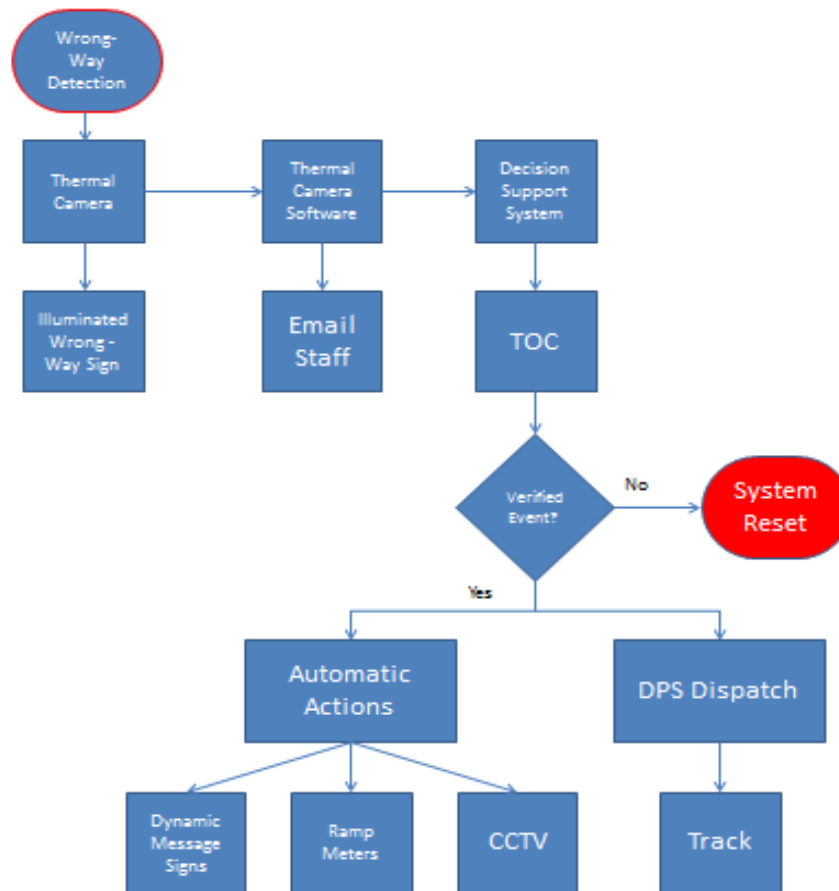 Wrong-
Way
Detection
Thermal
Camera
Thermal
Camera
Software
Decision
Support
System
Illuminated
Wrong -
Way Sign
Email
Staff
TOC
Verified
Event?
No
System
Reset
Yes
Automatic
Actions
DPS Dispatch
Dynamic
Message
Signs
Ramp
Meters
CCTV
Track